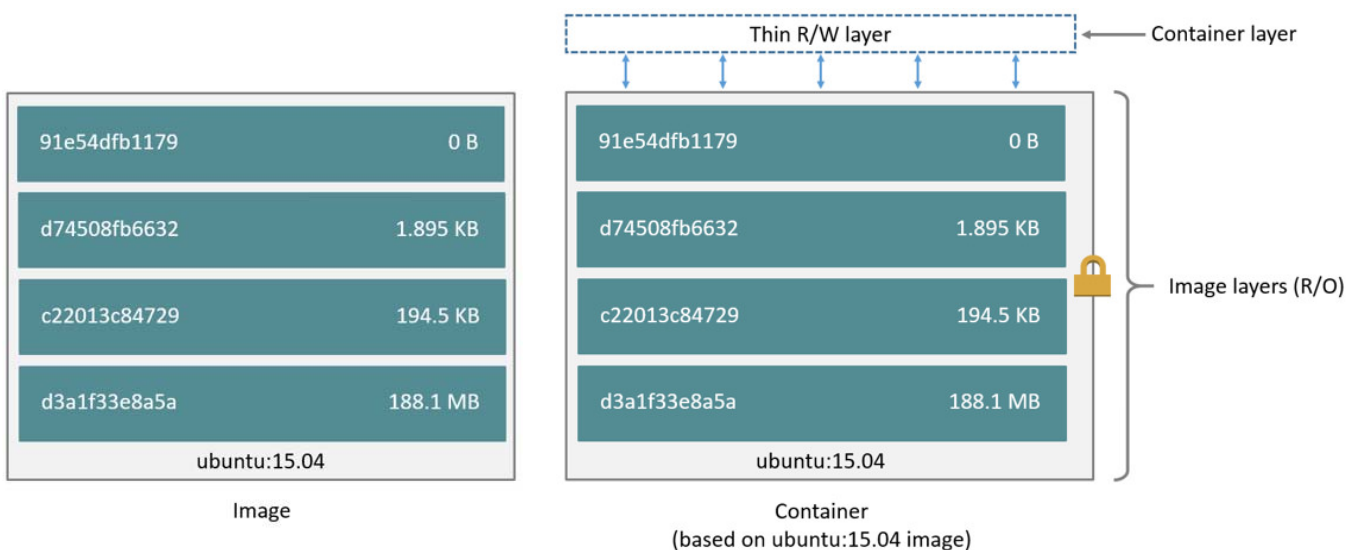 Thin R/W layer
Container layer
91e54dfb1179 0 B
d74508fb6632 1.895 KB
c22013c84729 194.5 KB
d3a1f33e8a5a 188.1 MB
ubuntu:15.04
Image
91e54dfb1179 0 B
d74508fb6632 1.895 KB
c22013c84729 194.5 KB
d3a1f33e8a5a 188.1 MB
ubuntu:15.04
Image layers (R/O)
Container
(based on ubuntu:15.04 image)